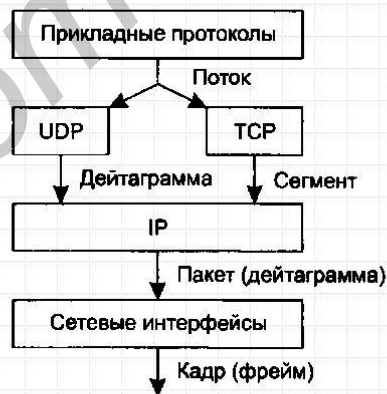 Прикладные протоколы
Поток
UDP
TCP
Дейтаграмма
Сегмент
IP
Пакет (дейтаграмма)
Сетевые интерфейсы
Кадр (фрейм)